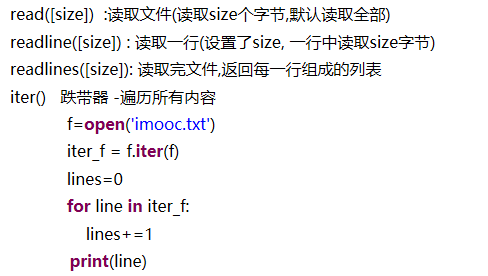 read([size])  :读取文件(读取size个字节,默认读取全部)
readline([size]) : 读取一行(设置了size, 一行中读取size字节)
readlines([size]): 读取完文件,返回每一行组成的列表
iter()   跌带器 -遍历所有内容
f=open('imooc.txt')
iter_f = f.iter(f)
lines=0
for line in iter_f:
lines+=1
print(line)